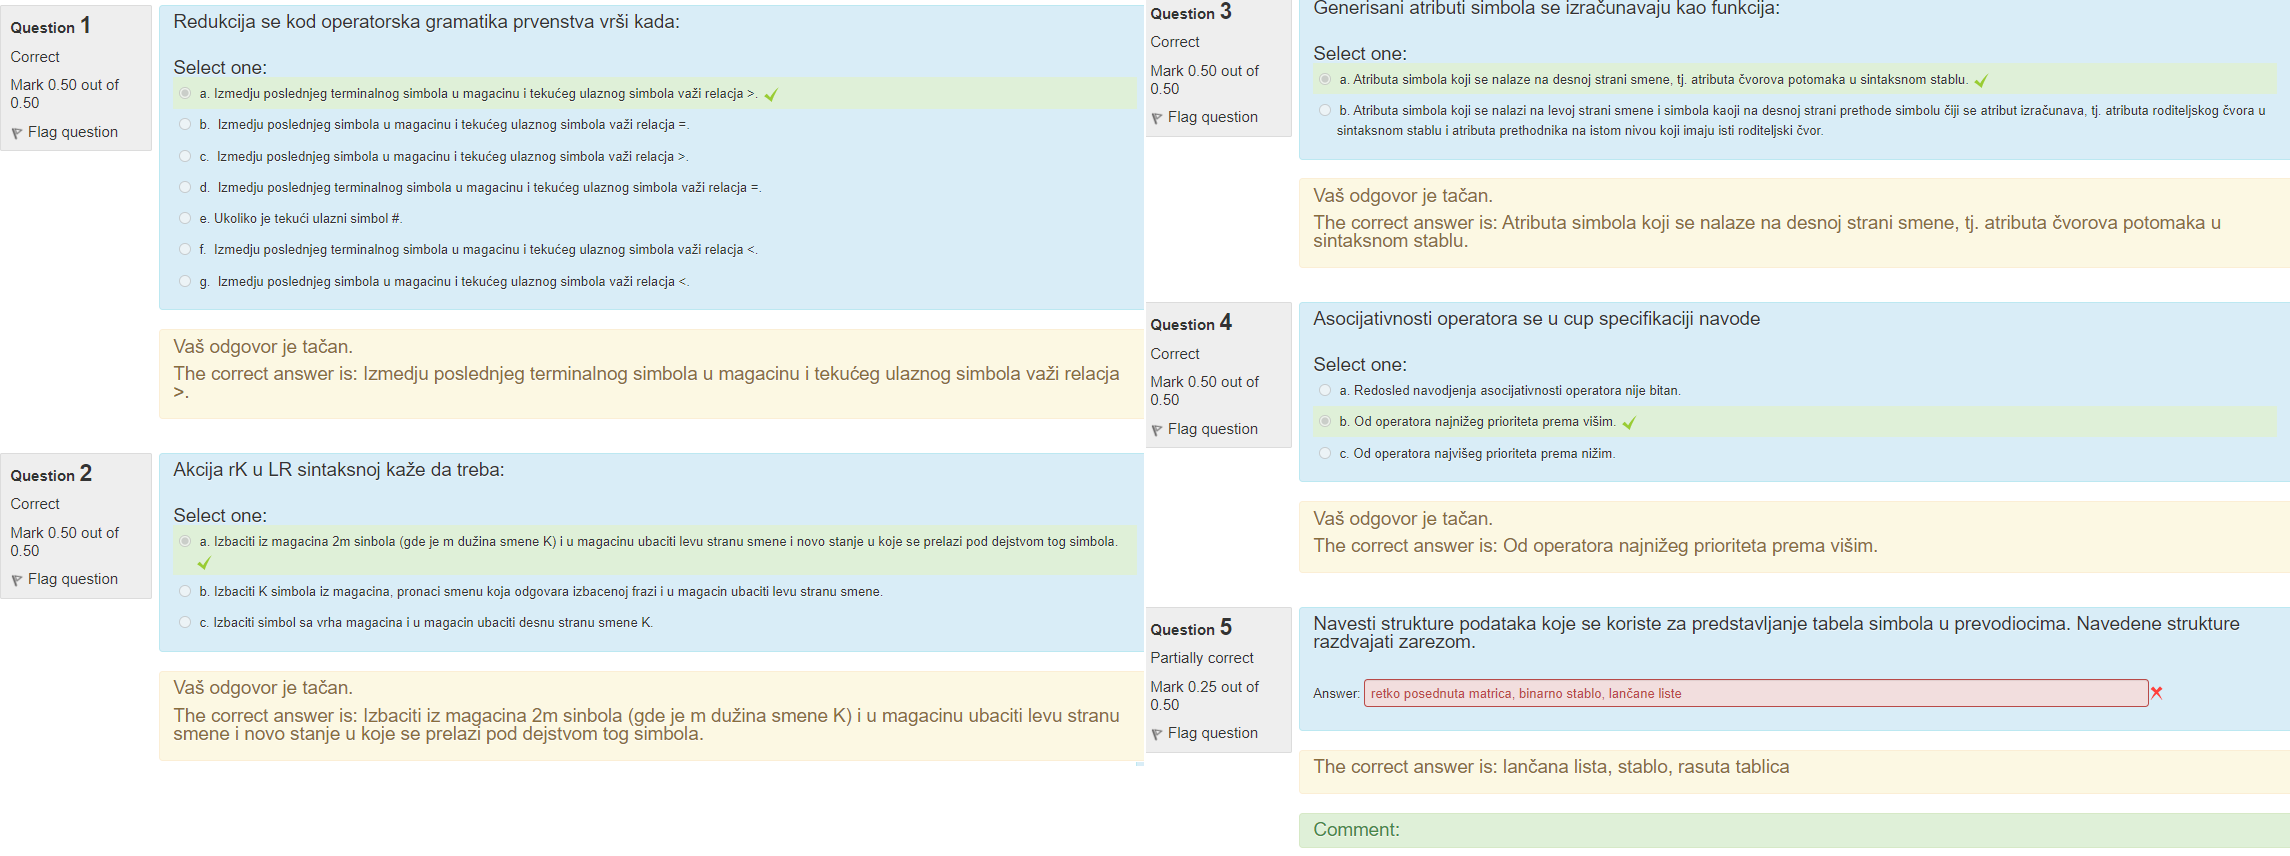 Question 1
Correct
Mark 0.50 out of
0.50
Flag question
Redukcija se kod operatorska gramatika prvenstva vrši kada:
Select one:
a. Izmedju poslednjeg terminalnog simbola u magacinu i tekućeg ulaznog simbola važi relacja >.
b. Izmedju poslednjeg simbola u magacinu i tekućeg ulaznog simbola važi relacja =.
c. Izmedju poslednjeg simbola u magacinu i tekućeg ulaznog simbola važi relacja >.
d. Izmedju poslednjeg terminalnog simbola u magacinu i tekućeg ulaznog simbola važi relacja =.
e. Ukoliko je tekući ulazni simbol #.
f. Izmedju poslednjeg terminalnog simbola u magacinu i tekućeg ulaznog simbola važi relacja <.
g. Izmedju poslednjeg simbola u magacinu i tekućeg ulaznog simbola važi relacja <.
Vaš odgovor je tačan.
The correct answer is: Izmedju poslednjeg terminalnog simbola u magacinu i tekućeg ulaznog simbola važi relacja
>.
Question 2
Correct
Mark 0.50 out of
0.50
Flag question
Akcija rK u LR sintaksnoj kaže da treba:
Select one:
a. Izbaciti iz magacina 2m sinbola (gde je m dužina smene K) i u magacinu ubaciti levu stranu smene i novo stanje u koje se prelazi pod dejstvom tog simbola.
b. Izbaciti K simbola iz magacina, pronaci smenu koja odgovara izbacenoj frazi i u magacin ubaciti levu stranu smene.
c. Izbaciti simbol sa vrha magacina i u magacin ubaciti desnu stranu smene K.
Vaš odgovor je tačan.
The correct answer is: Izbaciti iz magacina 2m sinbola (gde je m dužina smene K) i u magacinu ubaciti levu stranu
smene i novo stanje u koje se prelazi pod dejstvom tog simbola.
Question 3
Correct
Mark 0.50 out of
0.50
Flag question
Generisani atributi simbola se izračunavaju kao funkcija:
Select one:
a. Atributa simbola koji se nalaze na desnoj strani smene, tj. atributa čvorova potomaka u sintaksnom stablu.
b. Atributa simbola koji se nalazi na levoj strani smene i simbola kaoji na desnoj strani prethode simbolu čiji se atribut izračunava, tj. atributa roditeljskog čvora u
sintaksnom stablu i atributa prethodnika na istom nivou koji imaju isti roditeljski čvor.
Vaš odgovor je tačan.
The correct answer is: Atributa simbola koji se nalaze na desnoj strani smene, tj. atributa čvorova potomaka u
sintaksnom stablu.
Question 4
Correct
Mark 0.50 out of
0.50
Flag question
Asocijativnosti operatora se u cup specifikaciji navode
Select one:
a. Redosled navodjenja asocijativnosti operatora nije bitan.
b. Od operatora najnižeg prioriteta prema višim.
c. Od operatora najvišeg prioriteta prema nižim.
Vaš odgovor je tačan.
The correct answer is: Od operatora najnižeg prioriteta prema višim.
Question 5
Partially correct
Mark 0.25 out of
0.50
Flag question
Navesti strukture podataka koje se koriste za predstavljanje tabela simbola u prevodiocima. Navedene strukture
razdvajati zarezom.
Answer: retko posednuta matrica, binarno stablo, lančane liste
The correct answer is: lančana lista, stablo, rasuta tablica
Comment: